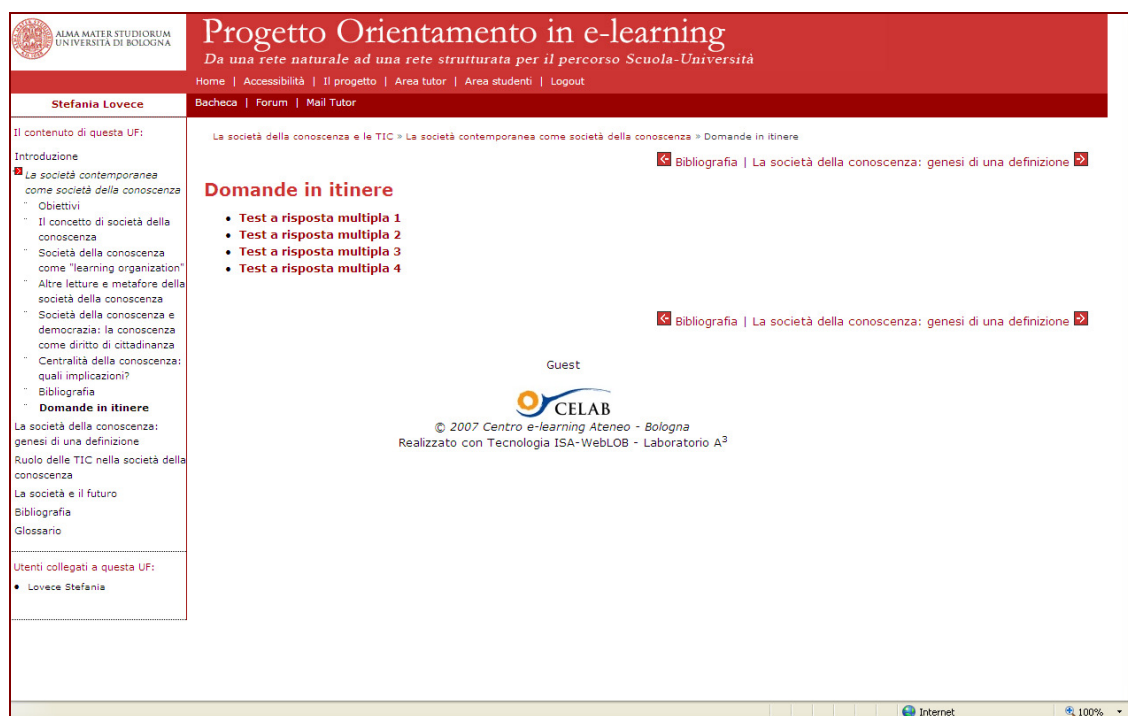 ALMA MATER STUDIORUM
UNIVERSITÀ DI BOLOGNA
Progetto Orientamento in e-learning
Da una rete naturale ad una rete strutturata per il percorso Scuola-Università
Home | Accessibilità | Il progetto | Area tutor | Area studenti | Logout
Stefania Lovece
Bacheca | Forum | Mail Tutor
Il contenuto di questa UF:
Introduzione
La società contemporanea
come società della conoscenza
Obiettivi
Il concetto di società della
conoscenza
Società della conoscenza
come "learning organization"
Altre letture e metafore della
società della conoscenza
Società della conoscenza e
democrazia: la conoscenza
come diritto di cittadinanza
Centralità della conoscenza:
quali implicazioni?
Bibliografia
Domande in itinere
La società della conoscenza:
genesi di una definizione
Ruolo delle TIC nella società della
conoscenza
La società e il futuro
Bibliografia
Glossario
Utenti collegati a questa UF:
• Lovece Stefania
La società della conoscenza e le TIC » La società contemporanea come società della conoscenza » Domande in itinere
Bibliografia | La società della conoscenza: genesi di una definizione
Domande in itinere
• Test a risposta multipla 1
• Test a risposta multipla 2
• Test a risposta multipla 3
• Test a risposta multipla 4
Bibliografia | La società della conoscenza: genesi di una definizione
Guest
CELAB
© 2007 Centro e-learning Ateneo - Bologna
Realizzato con Tecnologia ISA-WebLOB - Laboratorio A³
Internet
100%